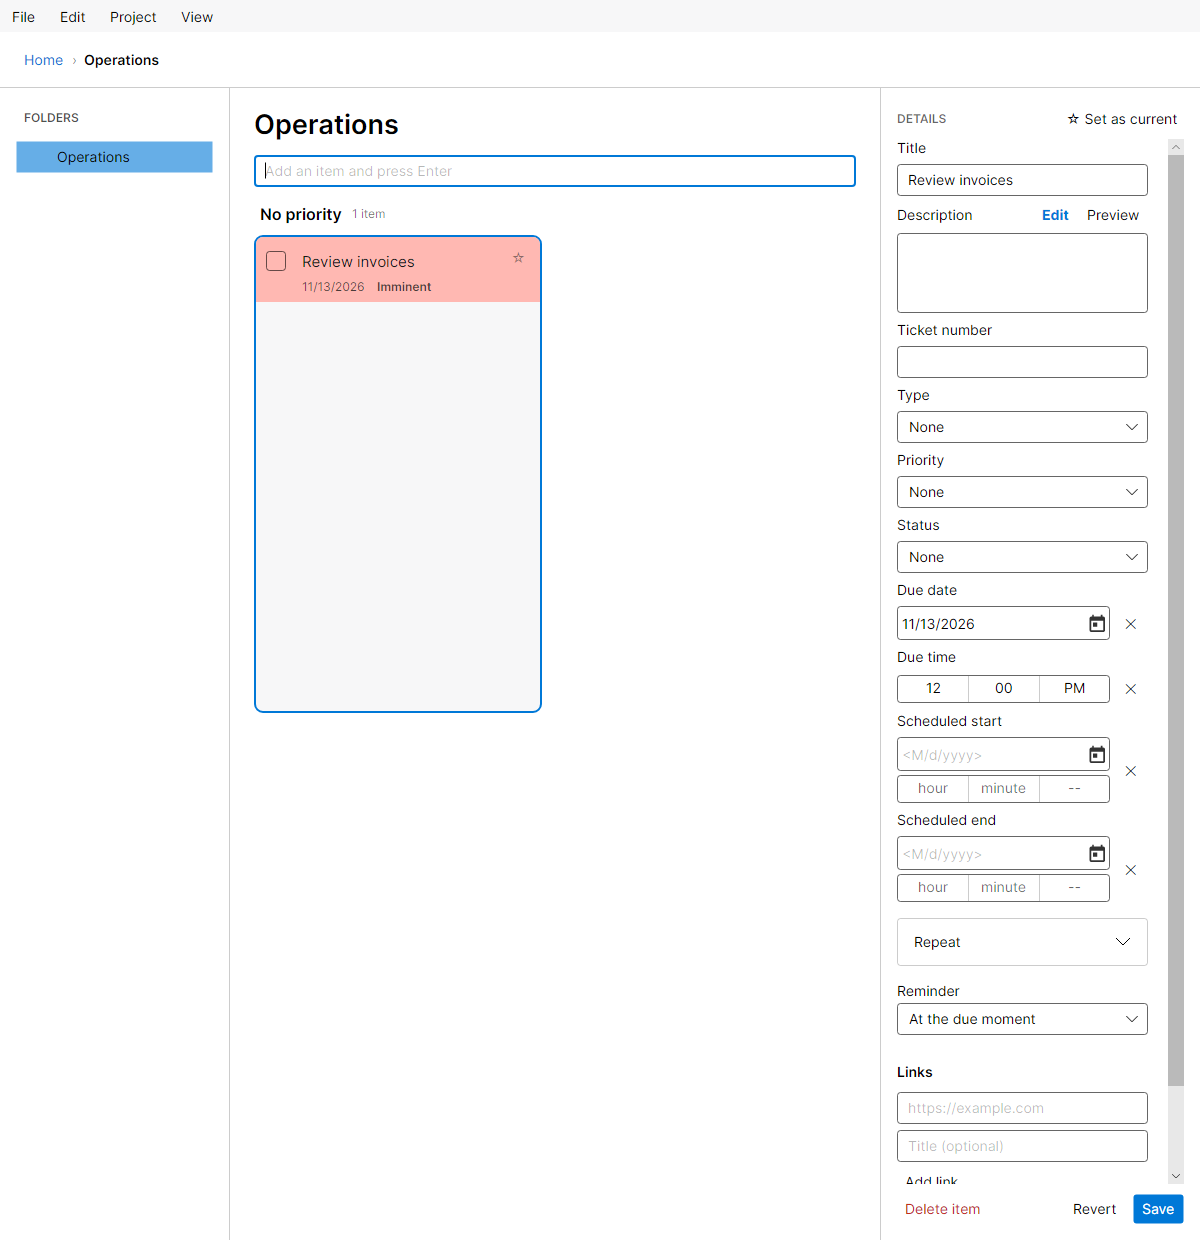 File Edit Project View
Home › Operations
FOLDERS
Operations
Operations
Add an item and press Enter
No priority 1 item
Review invoices
11/13/2026 Imminent
DETAILS
Set as current
Title
Review invoices
Description Edit Preview
Ticket number
Type
None
Priority
None
Status
None
Due date
11/13/2026
Due time
12 00 PM
Scheduled start
<M/d/yyyy>
hour minute --
Scheduled end
<M/d/yyyy>
hour minute --
Repeat
Reminder
At the due moment
Links
https://example.com
Title (optional)
Add link
Delete item Revert Save